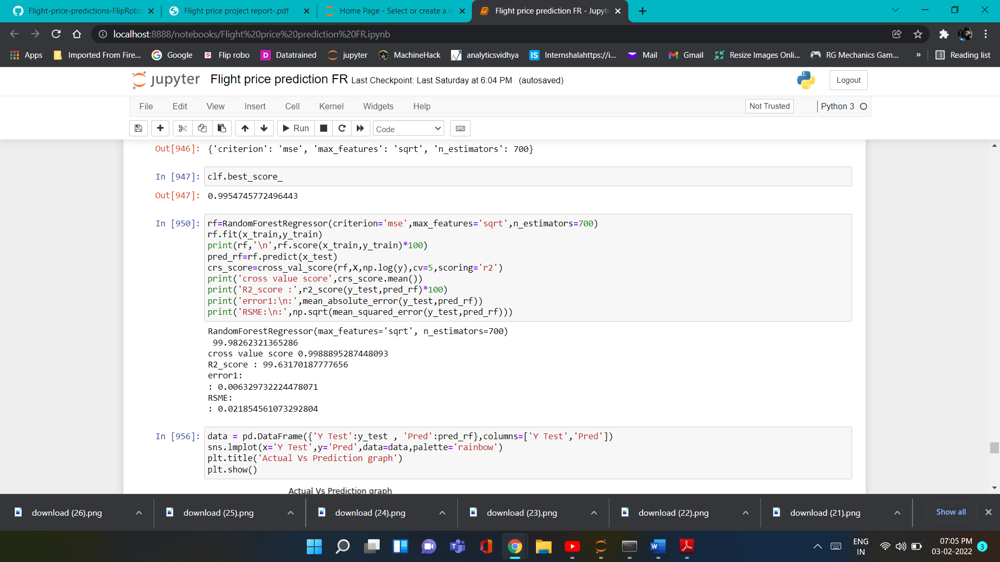 Flight-price-predictions-FlipRobo
Flight price project report-.pdf
Home Page - Select or create a n
Flight price prediction FR - Jupyte
localhost:8888/notebooks/Flight%20price%20prediction%20FR.ipynb
Apps
Imported From Fire...
Google
Flip robo
Datatrained
jupyter
MachineHack
analyticsvidhya
Internshalahttps://i...
Mail
Gmail
Resize Images Onli...
RG Mechanics Gam...
»
Reading list
jupyter Flight price prediction FR Last Checkpoint: Last Saturday at 6:04 PM (autosaved)
Logout
File Edit View Insert Cell Kernel Widgets Help
Not Trusted
Python 3
Run
Code
Out[946]: {'criterion': 'mse', 'max_features': 'sqrt', 'n_estimators': 700}
In [947]: clf.best_score_
Out[947]: 0.9954745772496443
In [950]: rf=RandomForestRegressor(criterion='mse',max_features='sqrt',n_estimators=700)
rf.fit(x_train,y_train)
print(rf,'\n',rf.score(x_train,y_train)*100)
pred_rf=rf.predict(x_test)
crs_score=cross_val_score(rf,X,np.log(y),cv=5,scoring='r2')
print('cross value score',crs_score.mean())
print('R2_score :',r2_score(y_test,pred_rf)*100)
print('error1:\n:',mean_absolute_error(y_test,pred_rf))
print('RSME:\n:',np.sqrt(mean_squared_error(y_test,pred_rf)))
RandomForestRegressor(max_features='sqrt', n_estimators=700)
99.98262321365286
cross value score 0.9988895287448093
R2_score : 99.63170187777656
error1:
: 0.006329732224478071
RSME:
: 0.021854561073292804
In [956]: data = pd.DataFrame({'Y Test':y_test , 'Pred':pred_rf},columns=['Y Test','Pred'])
sns.lmplot(x='Y Test',y='Pred',data=data,palette='rainbow')
plt.title('Actual Vs Prediction graph')
plt.show()
Actual Vs Prediction graph
download (26).png
download (25).png
download (24).png
download (23).png
download (22).png
download (21).png
Show all
ENG
IN
07:05 PM
03-02-2022
3